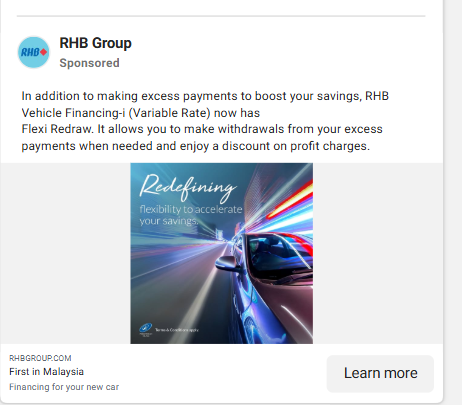 RHB
RHB Group
Sponsored
In addition to making excess payments to boost your savings, RHB
Vehicle Financing-i (Variable Rate) now has
Flexi Redraw. It allows you to make withdrawals from your excess
payments when needed and enjoy a discount on profit charges.
Redefining
flexibility to accelerate
your savings.
Terms & Conditions apply
RHBGROUP.COM
First in Malaysia
Financing for your new car
Learn more